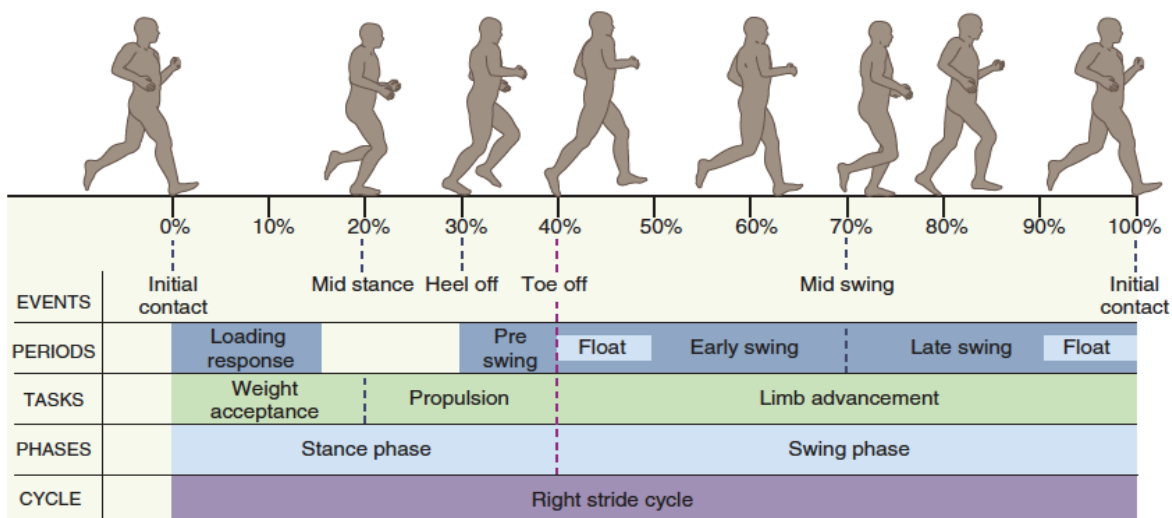 0% 10% 20% 30% 40% 50% 60% 70% 80% 90% 100%
Initial Mid stance Heel off Toe off Mid swing Initial
EVENTS contact contact
PERIODS Loading response Pre swing Float Early swing Late swing Float
TASKS Weight acceptance Propulsion Limb advancement
PHASES Stance phase Swing phase
CYCLE Right stride cycle